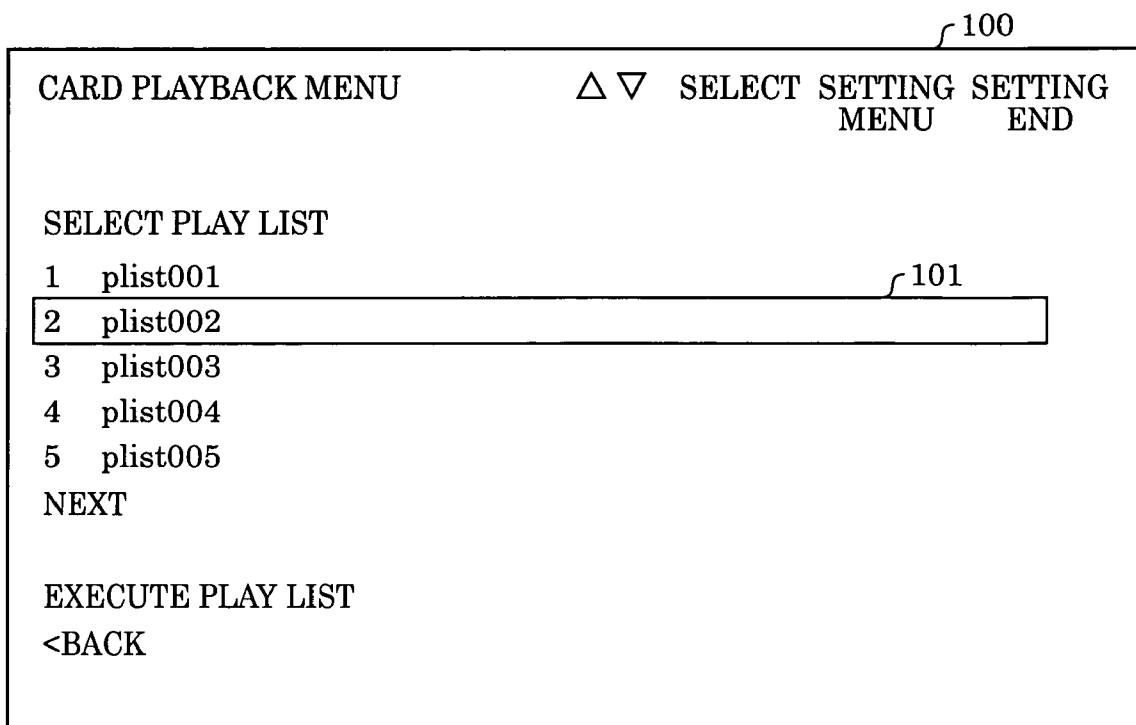 100
CARD PLAYBACK MENU △ ▽ SELECT SETTING MENU SETTING END
SELECT PLAY LIST
1 plist001
101
2 plist002
3 plist003
4 plist004
5 plist005
NEXT
EXECUTE PLAY LIST
<BACK